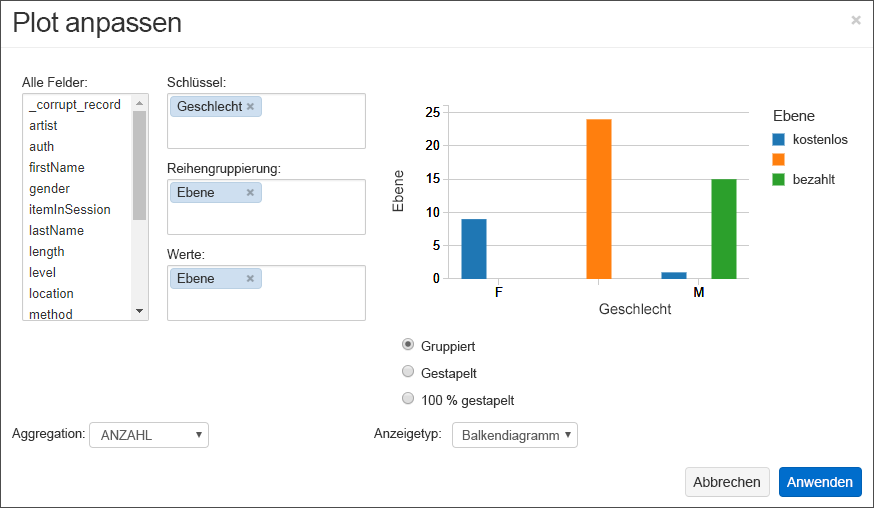 Plot anpassen
×
Alle Felder:
_corrupt_record
artist
auth
firstName
gender
itemInSession
lastName
length
level
location
method
Schlüssel:
Geschlecht ×
Reihengruppierung:
Ebene ×
Werte:
Ebene ×
Ebene
25
20
15
10
5
0
F
M
Geschlecht
Ebene
kostenlos
bezahlt
Gruppiert
Gestapelt
100 % gestapelt
Aggregation: ANZAHL
Anzeigetyp: Balkendiagramm
Abbrechen
Anwenden